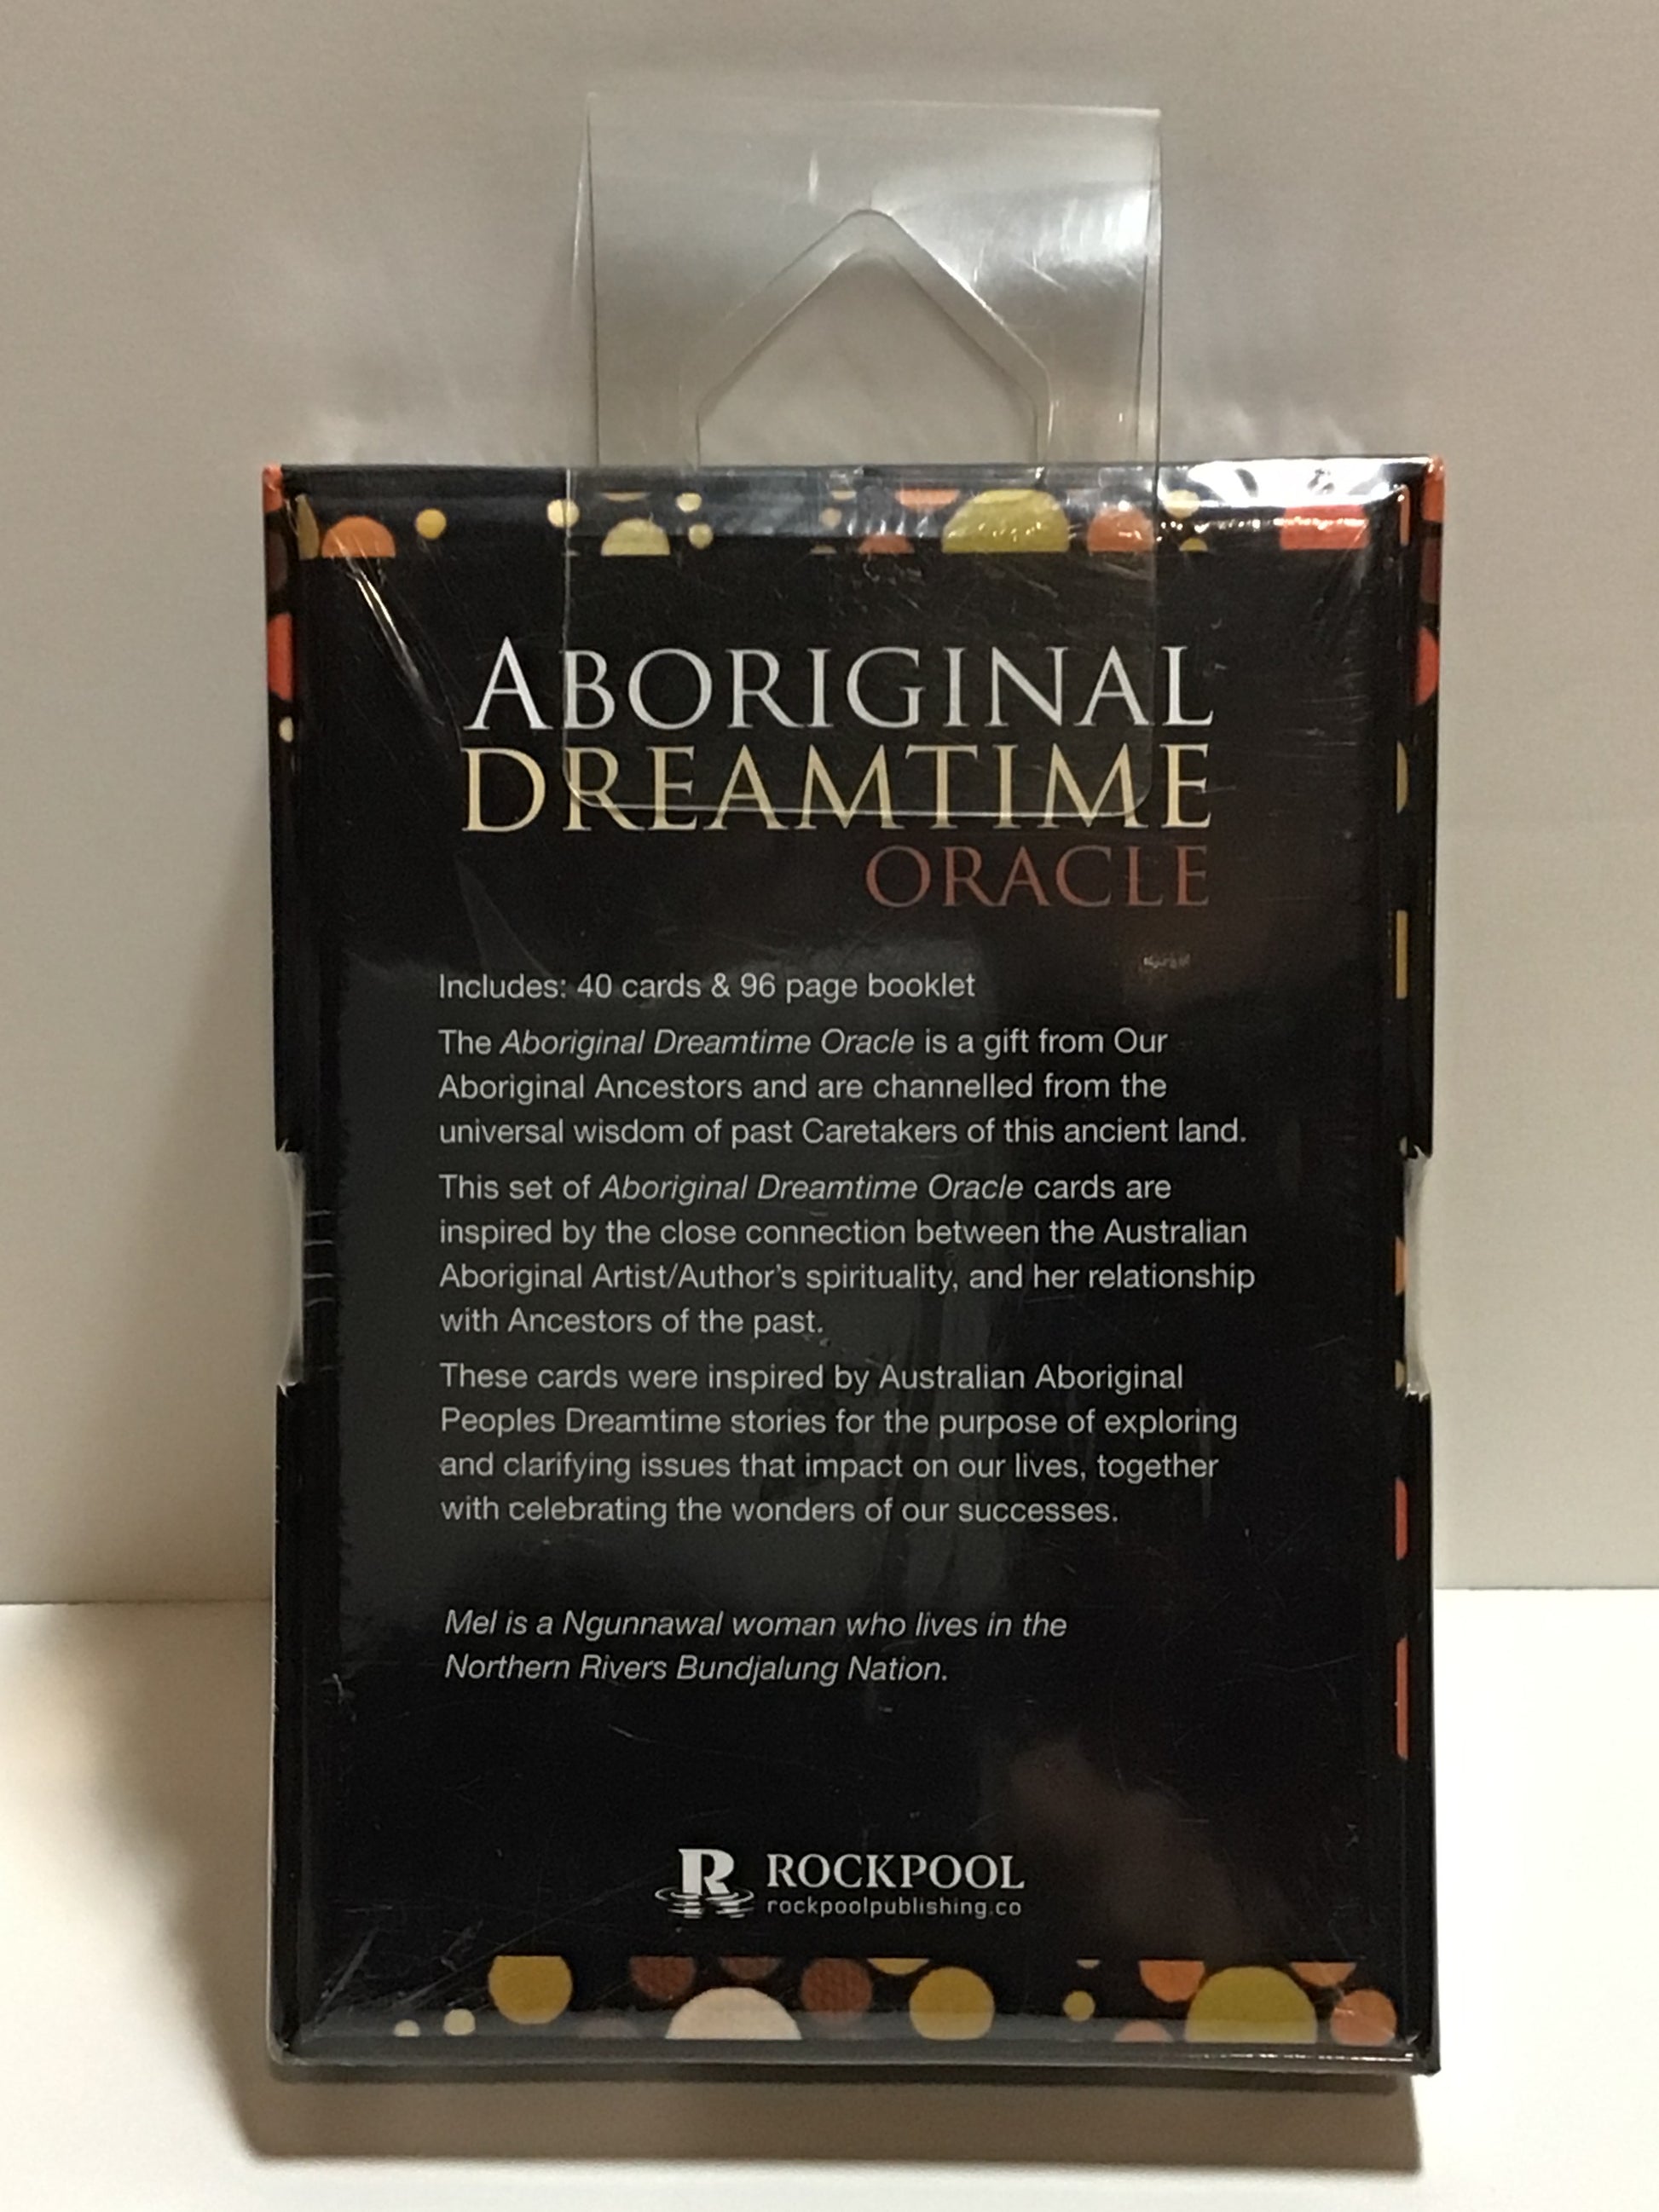 ABORIGINAL
DREAMTIME
ORACLE
Includes: 40 cards & 96 page booklet
The Aboriginal Dreamtime Oracle is a gift from Our
Aboriginal Ancestors and are channelled from the
universal wisdom of past Caretakers of this ancient land.
This set of Aboriginal Dreamtime Oracle cards are
inspired by the close connection between the Australian
Aboriginal Artist/Author's spirituality, and her relationship
with Ancestors of the past.
These cards were inspired by Australian Aboriginal
Peoples Dreamtime stories for the purpose of exploring
and clarifying issues that impact on our lives, together
with celebrating the wonders of our successes.
Mel is a Ngunnawal woman who lives in the
Northern Rivers Bundjalung Nation.
R ROCKPOOL
rockpoolpublishing.co